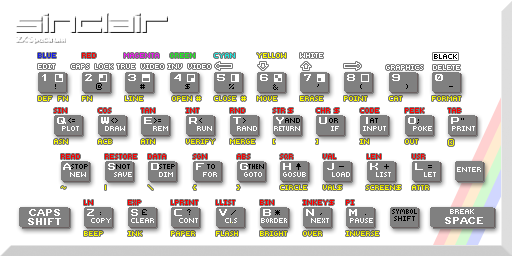 sinclair
ZX Spectrum
BLUE RED MAGENTA GREEN CYAN YELLOW WHITE BLACK
EDIT CAPS LOCK TRUE VIDEO INV VIDEO GRAPHICS DELETE
1 ! 2 @ 3 # 4 $ 5 % 6 & 7 ' 8 ( 9 ) 0 _
DEF FN FN LINE OPEN # CLOSE # MOVE ERASE POINT CAT FORMAT
SIN COS TAN INT RND STR $ CHR $ CODE PEEK TAB
Q <= W <> E >= R < T > Y AND U OR I AT O ; P "
PLOT DRAW REM RUN RAND RETURN IF INPUT POKE PRINT
ASN ACS ATN VERIFY MERGE [ ] IN OUT ©
READ RESTORE DATA SGN ABS SQR VAL LEN USR
A STOP S NOT D STEP F TO G THEN H ↑ J - K + L = ENTER
NEW SAVE DIM FOR GOTO GOSUB LOAD LIST LET
~ | \ { } CIRCLE VAL$ SCREEN$ ATTR
LN EXP LPRINT LLIST BIN INKEY$ PI
CAPS SHIFT Z : X £ C ? V / B * N , M . SYMBOL SHIFT BREAK SPACE
COPY CLEAR CONT CLS BORDER NEXT PAUSE
BEEP INK PAPER FLASH BRIGHT OVER INVERSE